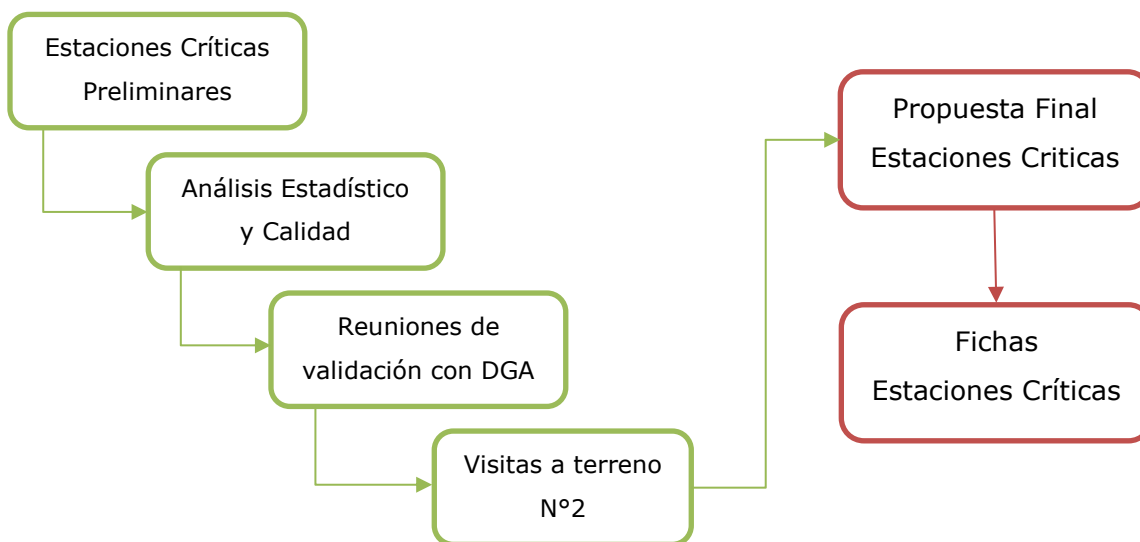 Estaciones Críticas
Preliminares
Análisis Estadístico
y Calidad
Reuniones de
validación con DGA
Visitas a terreno
N°2
Propuesta Final
Estaciones Criticas
Fichas
Estaciones Críticas